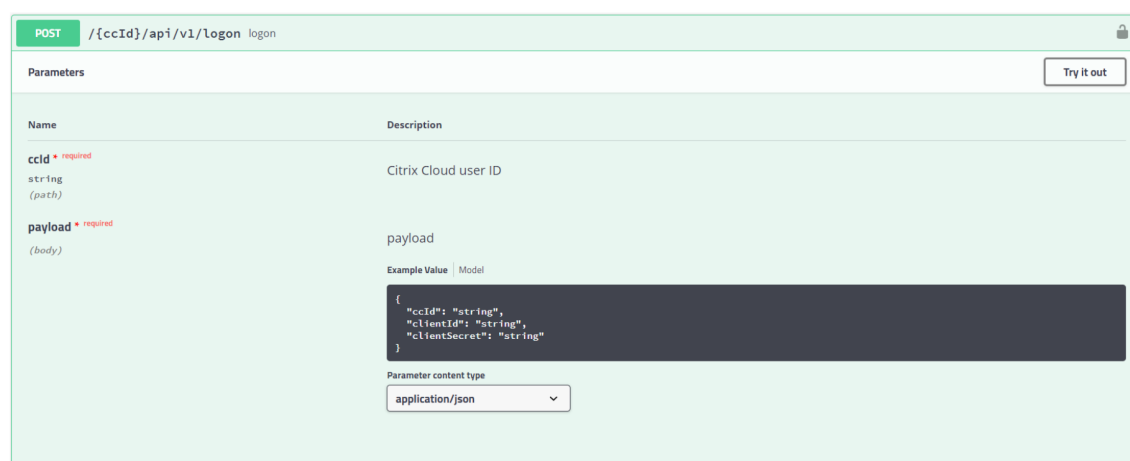 POST /{ccId}/api/v1/logon logon
Parameters
Try it out
Name Description
ccId * required
string
(path)
Citrix Cloud user ID
payload * required
(body)
payload
Example Value Model
{
"ccId": "string",
"clientId": "string",
"clientSecret": "string"
}
Parameter content type
application/json